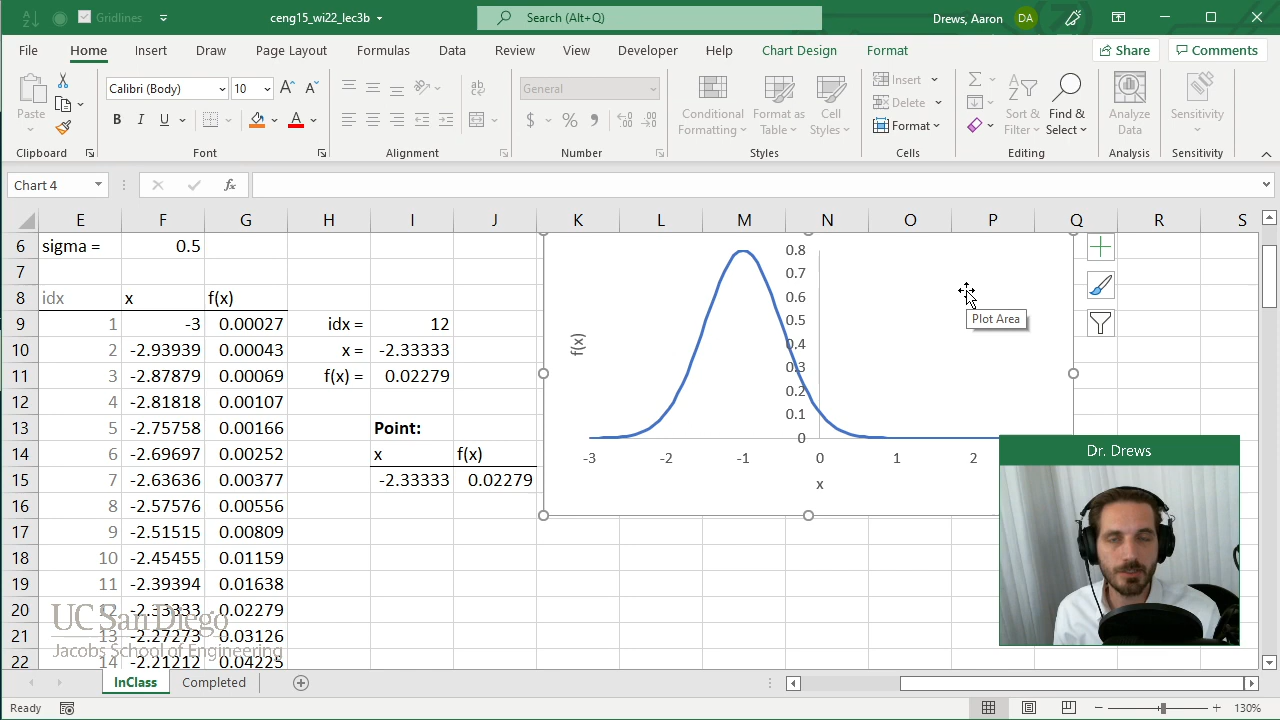 Gridlines
ceng15_wi22_lec3b
Search (Alt+Q)
Drews, Aaron
DA
File Home Insert Draw Page Layout Formulas Data Review View Developer Help Chart Design Format Share Comments
Paste
Calibri (Body) 10
General
B I U
A
$ % 9
Conditional Formatting
Format as Table
Cell Styles
Insert
Delete
Format
Sort & Filter
Find & Select
Analyze Data
Sensitivity
Clipboard Font Alignment Number Styles Cells Editing Analysis Sensitivity
Chart 4
fx
E F G H I J K L M N O P Q R S
6 sigma = 0.5
7
8 idx x f(x)
9 1 -3 0.00027 idx = 12
10 2 -2.93939 0.00043 x = -2.33333
11 3 -2.87879 0.00069 f(x) = 0.02279
12 4 -2.81818 0.00107
13 5 -2.75758 0.00166 Point:
14 6 -2.69697 0.00252 x f(x)
15 7 -2.63636 0.00377 -2.33333 0.02279
16 8 -2.57576 0.00556
17 9 -2.51515 0.00809
18 10 -2.45455 0.01159
19 11 -2.39394 0.01638
20 12 -2.33333 0.02279
21 13 -2.27273 0.03126
22 14 -2.21212 0.04225
0.8
0.7
0.6
0.5
0.4
0.3
0.2
0.1
0
f(x)
-3 -2 -1 0 1 2
x
Plot Area
Dr. Drews
UC San Diego
Jacobs School of Engineering
InClass Completed
Ready
130%